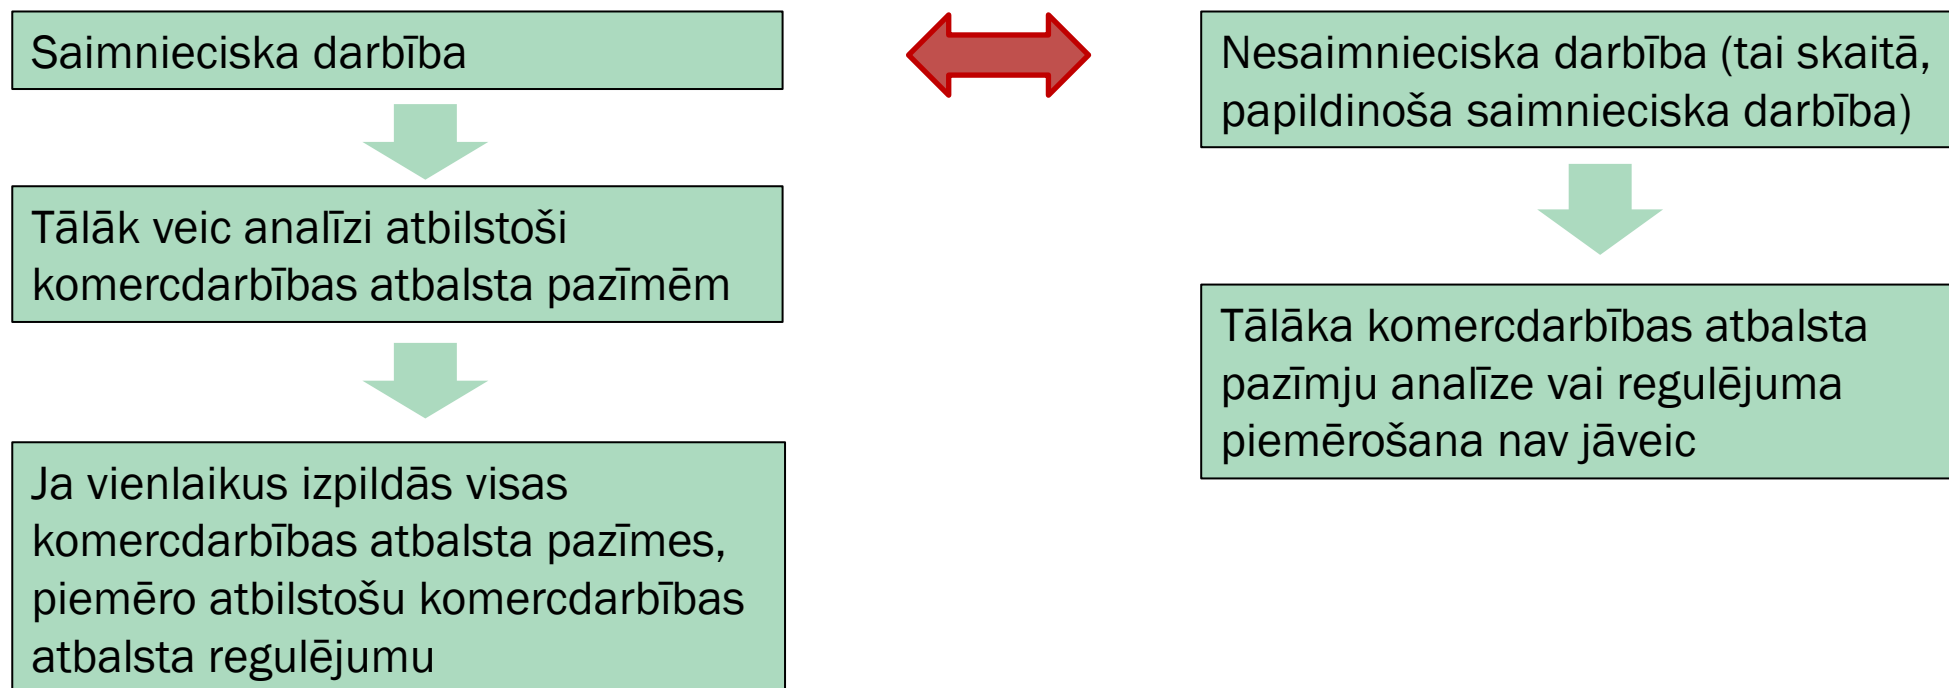 Saimnieciska darbība
Tālāk veic analīzi atbilstoši
komercdarbības atbalsta pazīmēm
Ja vienlaikus izpildās visas
komercdarbības atbalsta pazīmes,
piemēro atbilstošu komercdarbības
atbalsta regulējumu
Nesaimnieciska darbība (tai skaitā,
papildinoša saimnieciska darbība)
Tālāka komercdarbības atbalsta
pazīmju analīze vai regulējuma
piemērošana nav jāveic